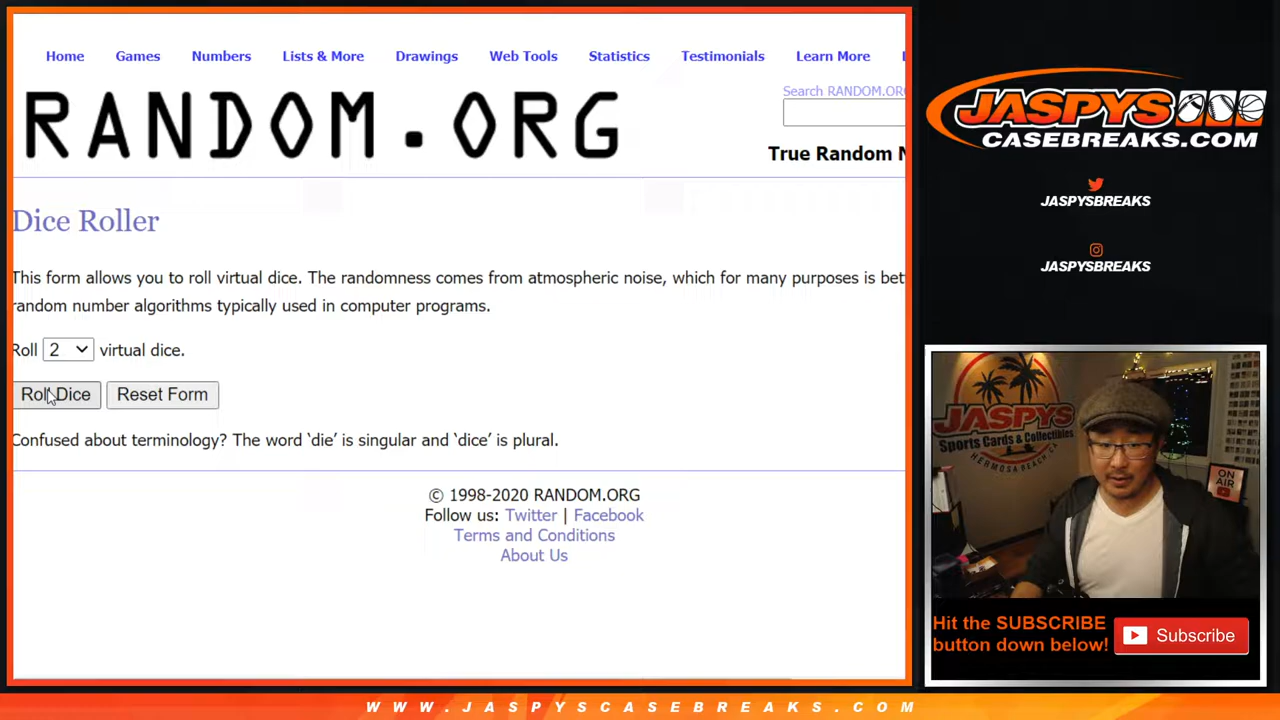 Home Games Numbers Lists & More Drawings Web Tools Statistics Testimonials Learn More
RANDOM.ORG
Search RANDOM.ORG
True Random N
Dice Roller
This form allows you to roll virtual dice. The randomness comes from atmospheric noise, which for many purposes is bet
random number algorithms typically used in computer programs.
Roll 2 virtual dice.
Roll Dice Reset Form
Confused about terminology? The word ‘die’ is singular and ‘dice’ is plural.
© 1998-2020 RANDOM.ORG
Follow us: Twitter | Facebook
Terms and Conditions
About Us
JASPYS
CASEBREAKS.COM
JASPYSBREAKS
JASPYSBREAKS
JASPYS
Sports Cards & Collectibles
HERMOSA BEACH, CA
ON
AIR
Hit the SUBSCRIBE
button down below!
Subscribe
WWW.JASPYSCASEBREAKS.COM